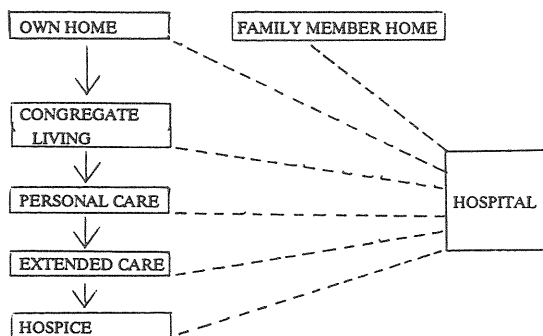 OWN HOME
FAMILY MEMBER HOME
CONGREGATE
LIVING
HOSPITAL
PERSONAL CARE
EXTENDED CARE
HOSPICE